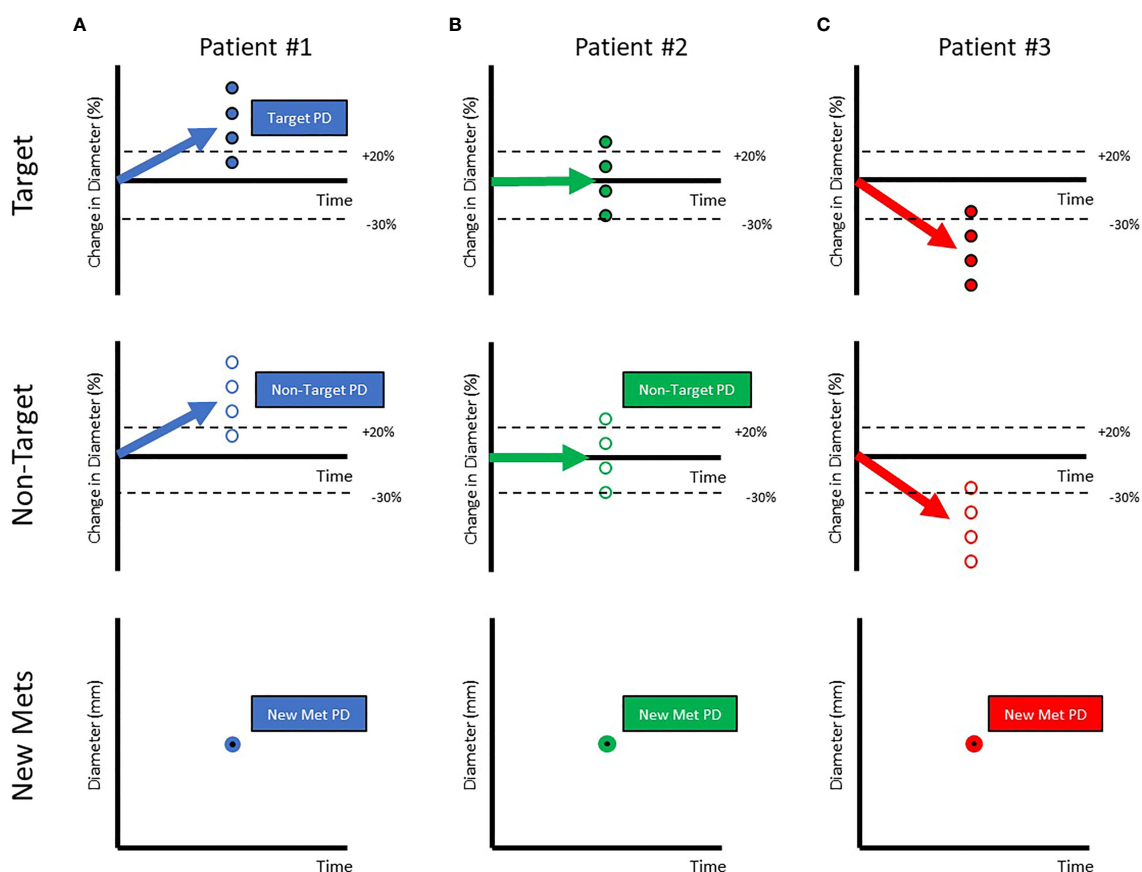 A
B
C
Patient #1
Patient #2
Patient #3
Target
Change in Diameter (%)
Target PD
+20%
Time
-30%
Change in Diameter (%)
+20%
Time
-30%
Change in Diameter (%)
+20%
Time
-30%
Non-Target
Change in Diameter (%)
Non-Target PD
+20%
Time
-30%
Change in Diameter (%)
Non-Target PD
+20%
Time
-30%
Change in Diameter (%)
+20%
Time
-30%
New Mets
Diameter (mm)
New Met PD
Time
Diameter (mm)
New Met PD
Time
Diameter (mm)
New Met PD
Time